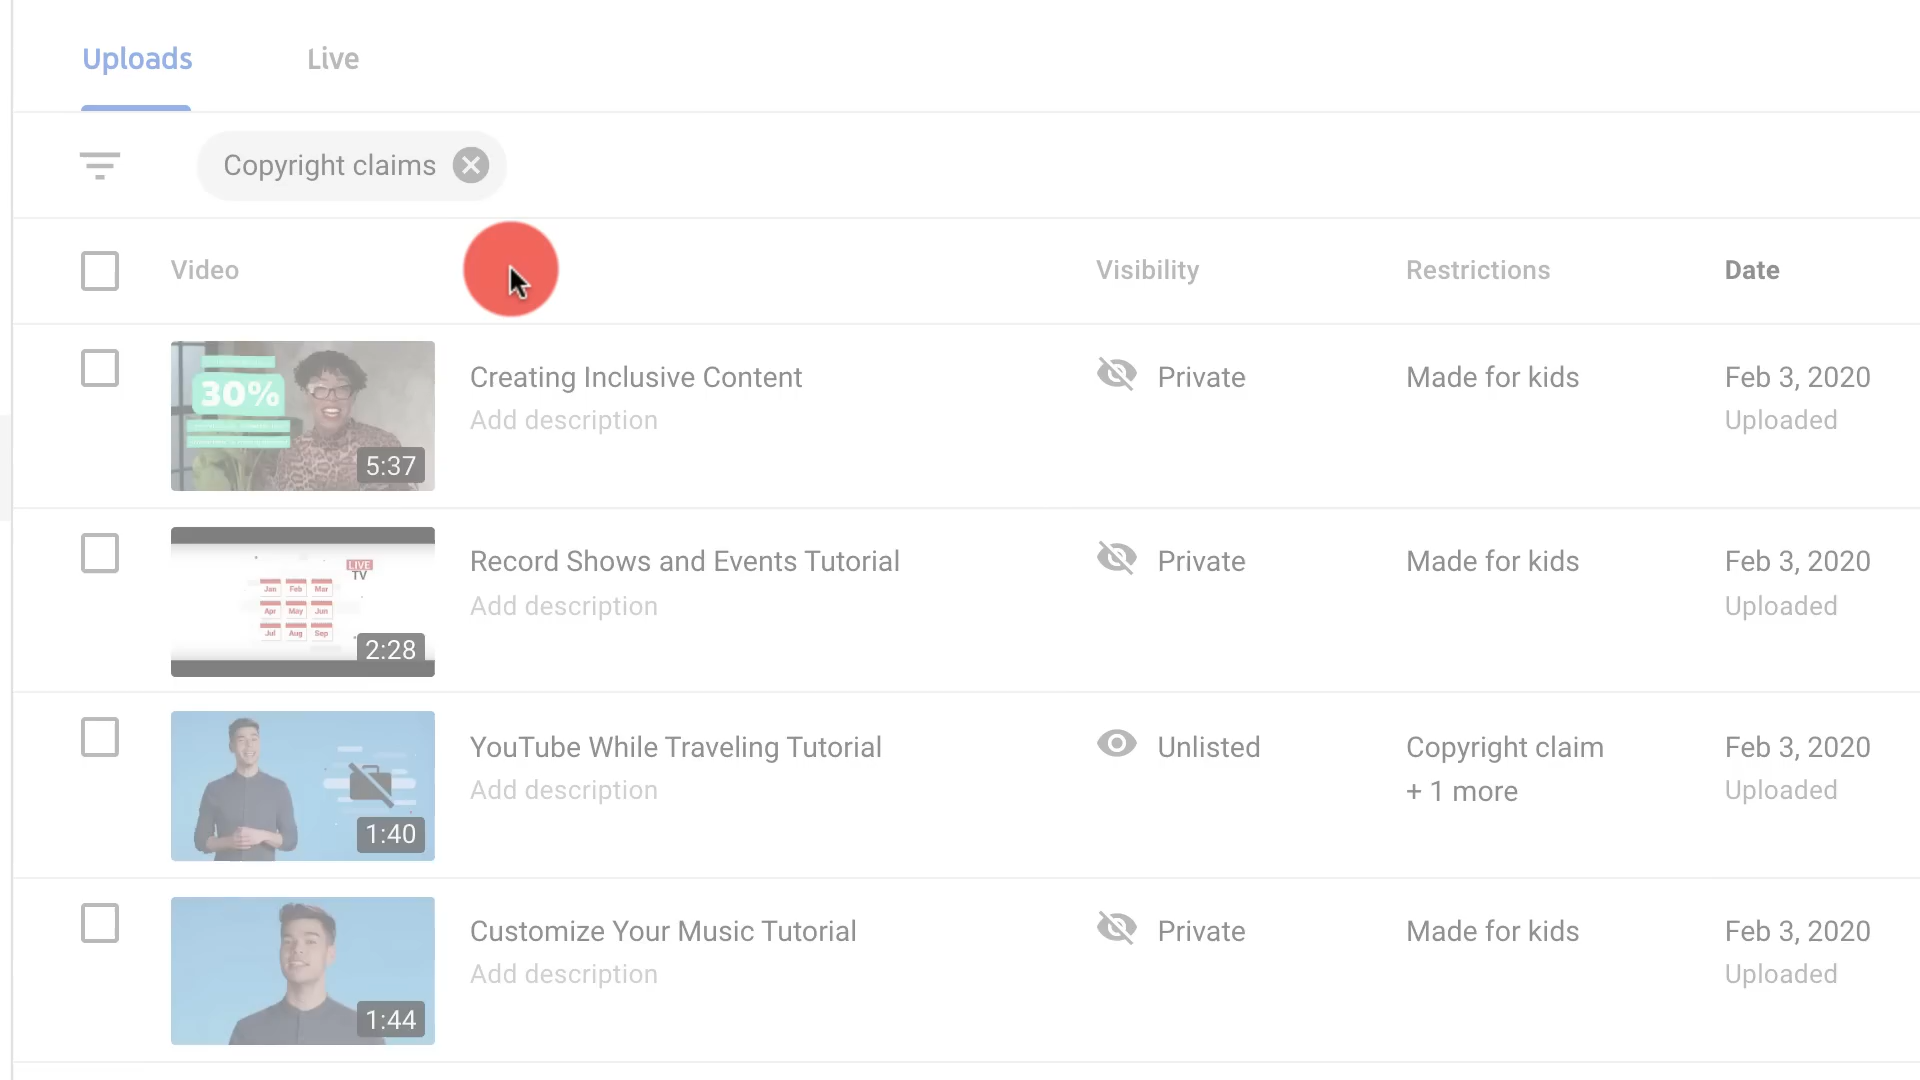 Uploads
Live
Copyright claims
Video
Visibility
Restrictions
Date
30%
5:37
Creating Inclusive Content
Add description
Private
Made for kids
Feb 3, 2020
Uploaded
LIVE
TV
Jan Feb Mar
Apr May Jun
Jul Aug Sep
2:28
Record Shows and Events Tutorial
Add description
Private
Made for kids
Feb 3, 2020
Uploaded
1:40
YouTube While Traveling Tutorial
Add description
Unlisted
Copyright claim
+ 1 more
Feb 3, 2020
Uploaded
1:44
Customize Your Music Tutorial
Add description
Private
Made for kids
Feb 3, 2020
Uploaded